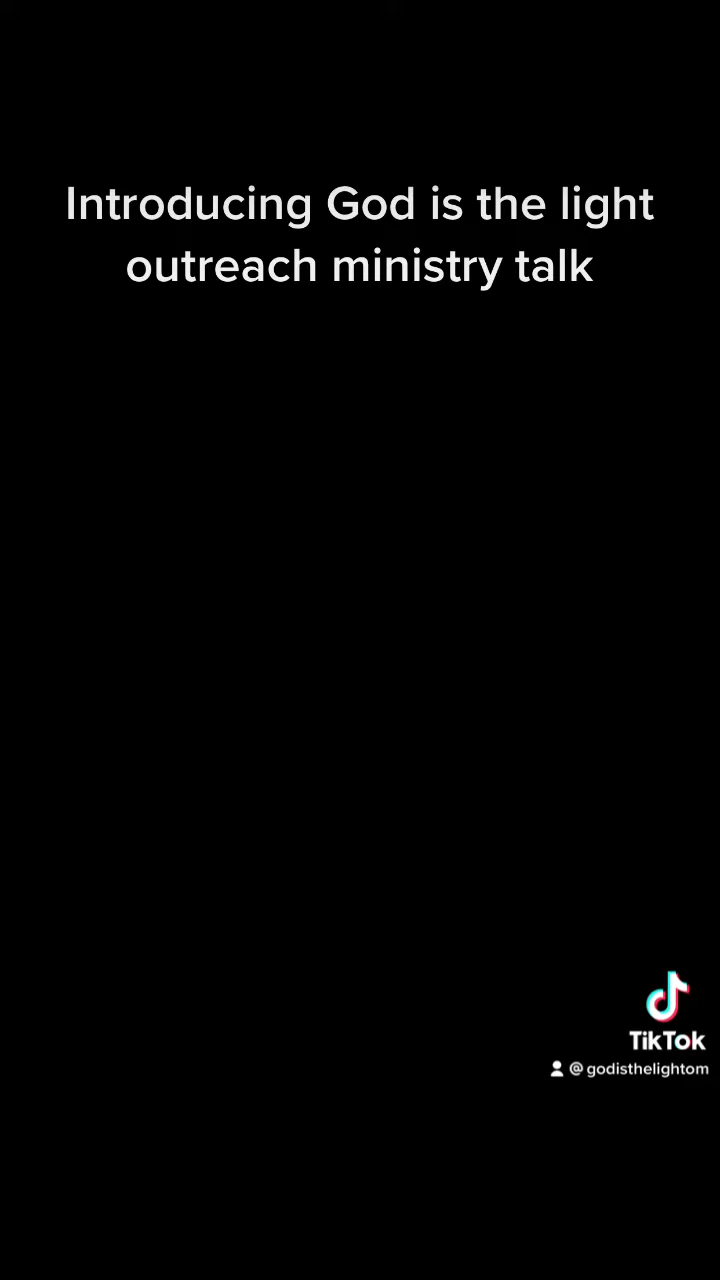 Introducing God is the light
outreach ministry talk
TikTok
@godisthelightom